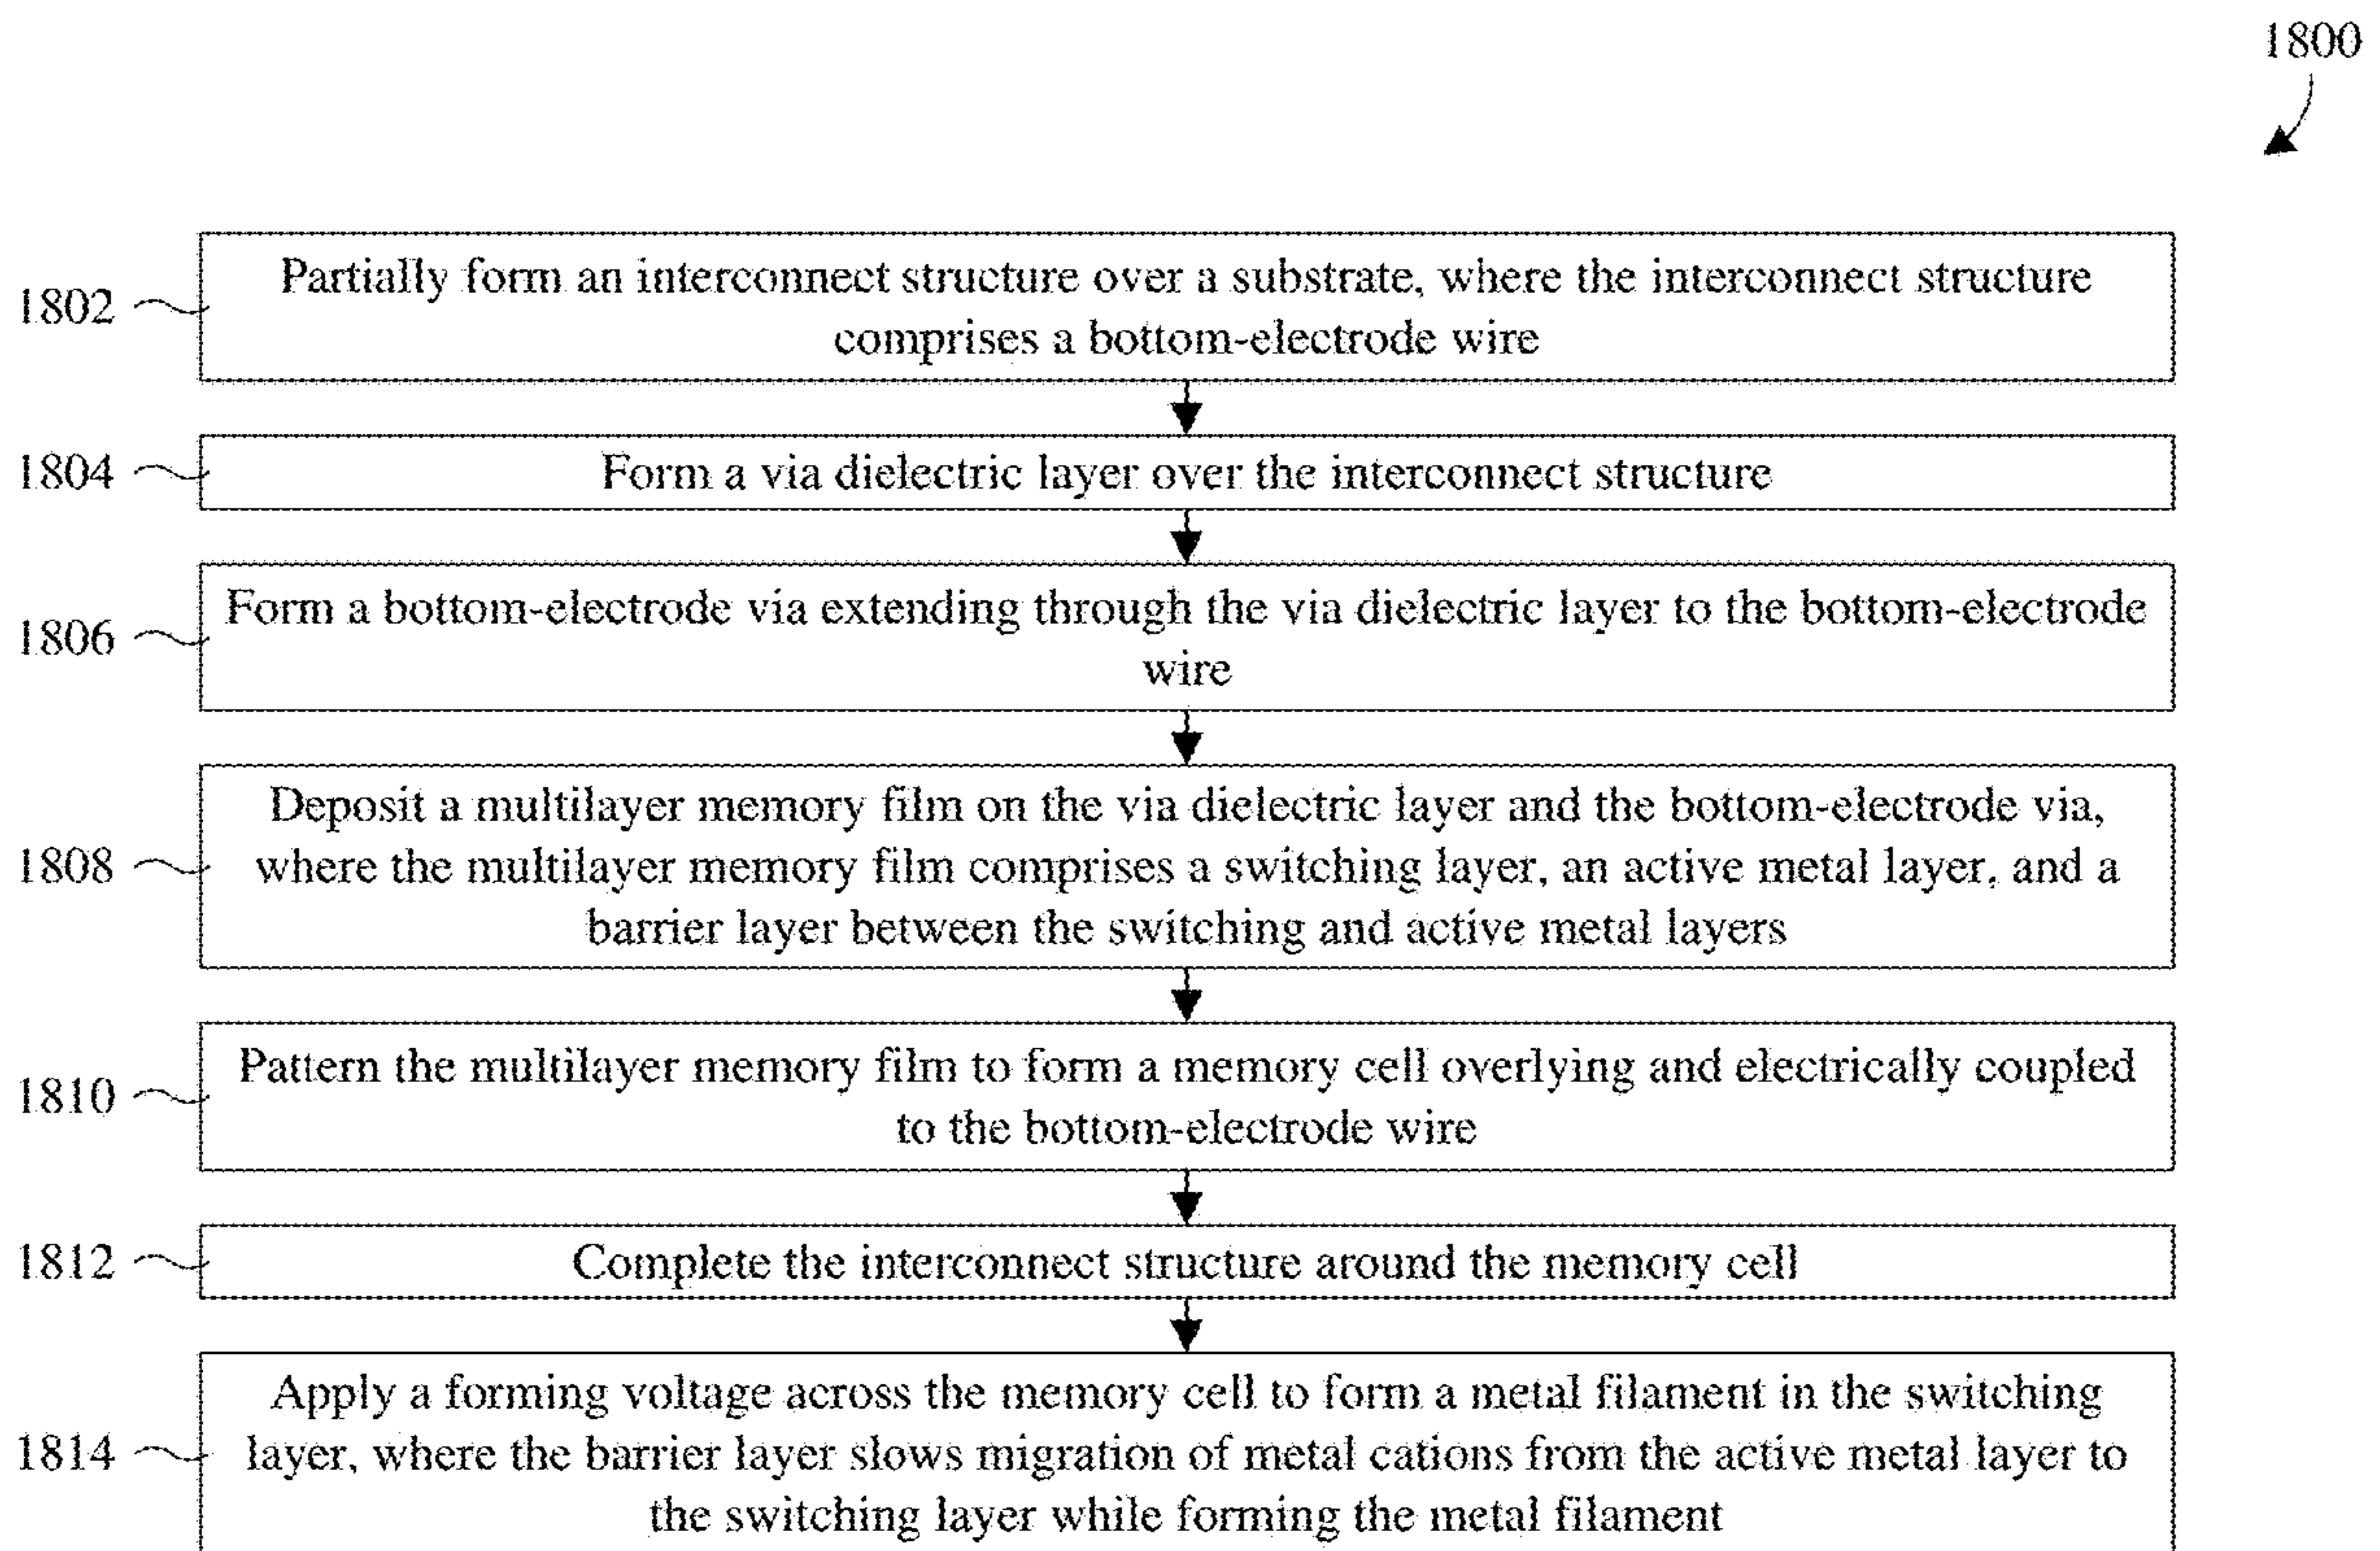 1800
1802
Partially form an interconnect structure over a substrate, where the interconnect structure
comprises a bottom-electrode wire
1804
Form a via dielectric layer over the interconnect structure
1806
Form a bottom-electrode via extending through the via dielectric layer to the bottom-electrode
wire
1808
Deposit a multilayer memory film on the via dielectric layer and the bottom-electrode via,
where the multilayer memory film comprises a switching layer, an active metal layer, and a
barrier layer between the switching and active metal layers
1810
Pattern the multilayer memory film to form a memory cell overlying and electrically coupled
to the bottom-electrode wire
1812
Complete the interconnect structure around the memory cell
1814
Apply a forming voltage across the memory cell to form a metal filament in the switching
layer, where the barrier layer slows migration of metal cations from the active metal layer to
the switching layer while forming the metal filament